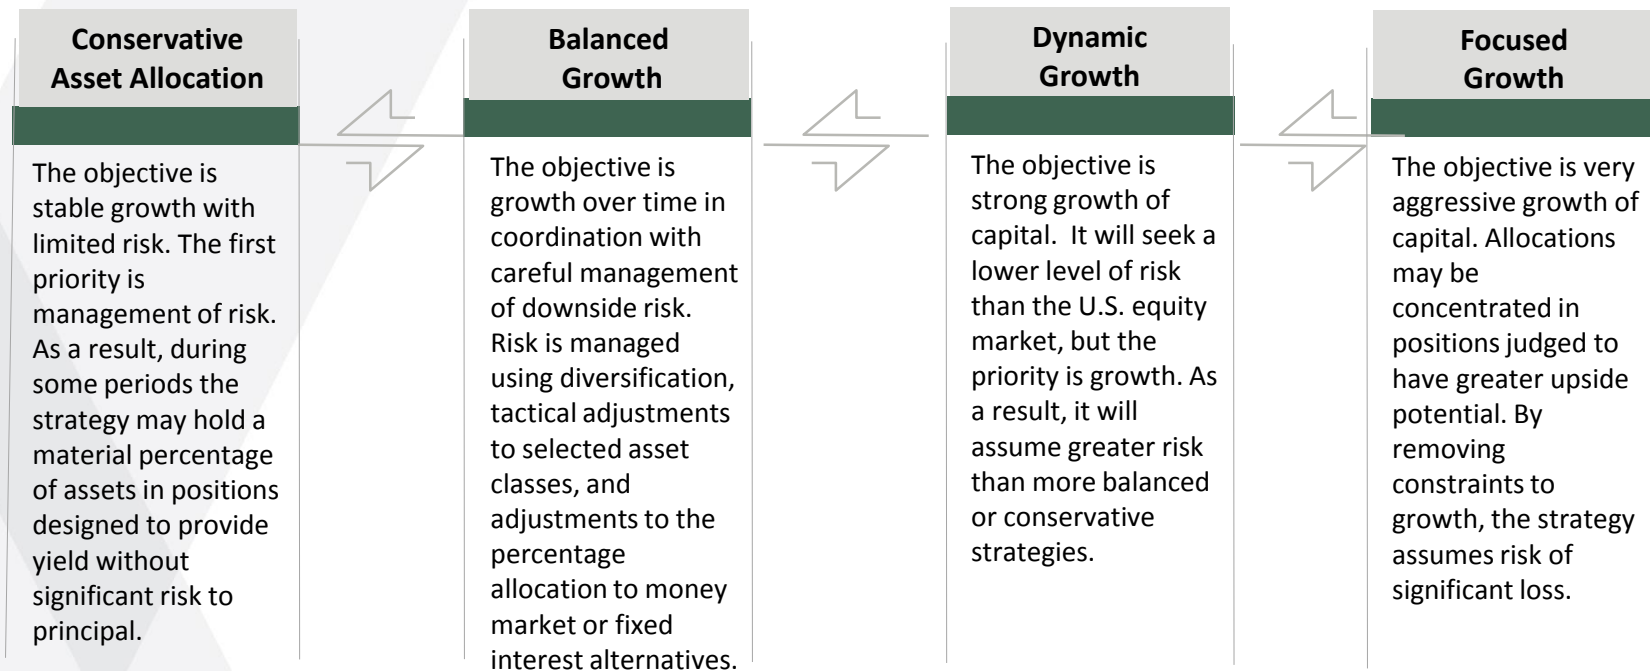 Conservative
Asset Allocation
The objective is
stable growth with
limited risk. The first
priority is
management of risk.
As a result, during
some periods the
strategy may hold a
material percentage
of assets in positions
designed to provide
yield without
significant risk to
principal.
Balanced
Growth
The objective is
growth over time in
coordination with
careful management
of downside risk.
Risk is managed
using diversification,
tactical adjustments
to selected asset
classes, and
adjustments to the
percentage
allocation to money
market or fixed
interest alternatives.
Dynamic
Growth
The objective is
strong growth of
capital.  It will seek a
lower level of risk
than the U.S. equity
market, but the
priority is growth. As
a result, it will
assume greater risk
than more balanced
or conservative
strategies.
Focused
Growth
The objective is very
aggressive growth of
capital. Allocations
may be
concentrated in
positions judged to
have greater upside
potential. By
removing
constraints to
growth, the strategy
assumes risk of
significant loss.